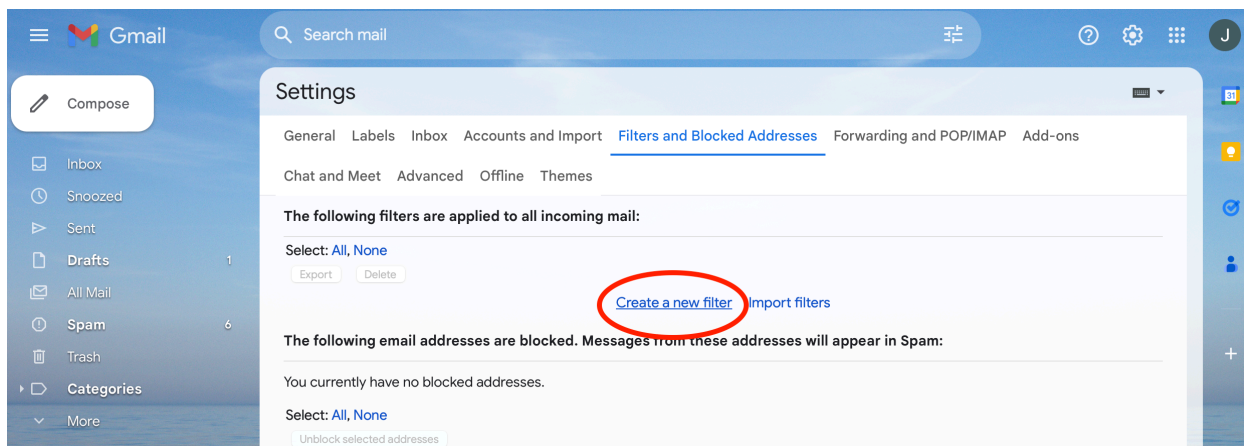 Gmail
Search mail
J
Compose
Settings
31
General Labels Inbox Accounts and Import Filters and Blocked Addresses Forwarding and POP/IMAP Add-ons
Inbox
Chat and Meet Advanced Offline Themes
Snoozed
The following filters are applied to all incoming mail:
Sent
Select: All, None
Drafts 1
Export Delete
All Mail
Create a new filter Import filters
Spam 6
The following email addresses are blocked. Messages from these addresses will appear in Spam:
Trash
You currently have no blocked addresses.
Categories
Select: All, None
More
Unblock selected addresses